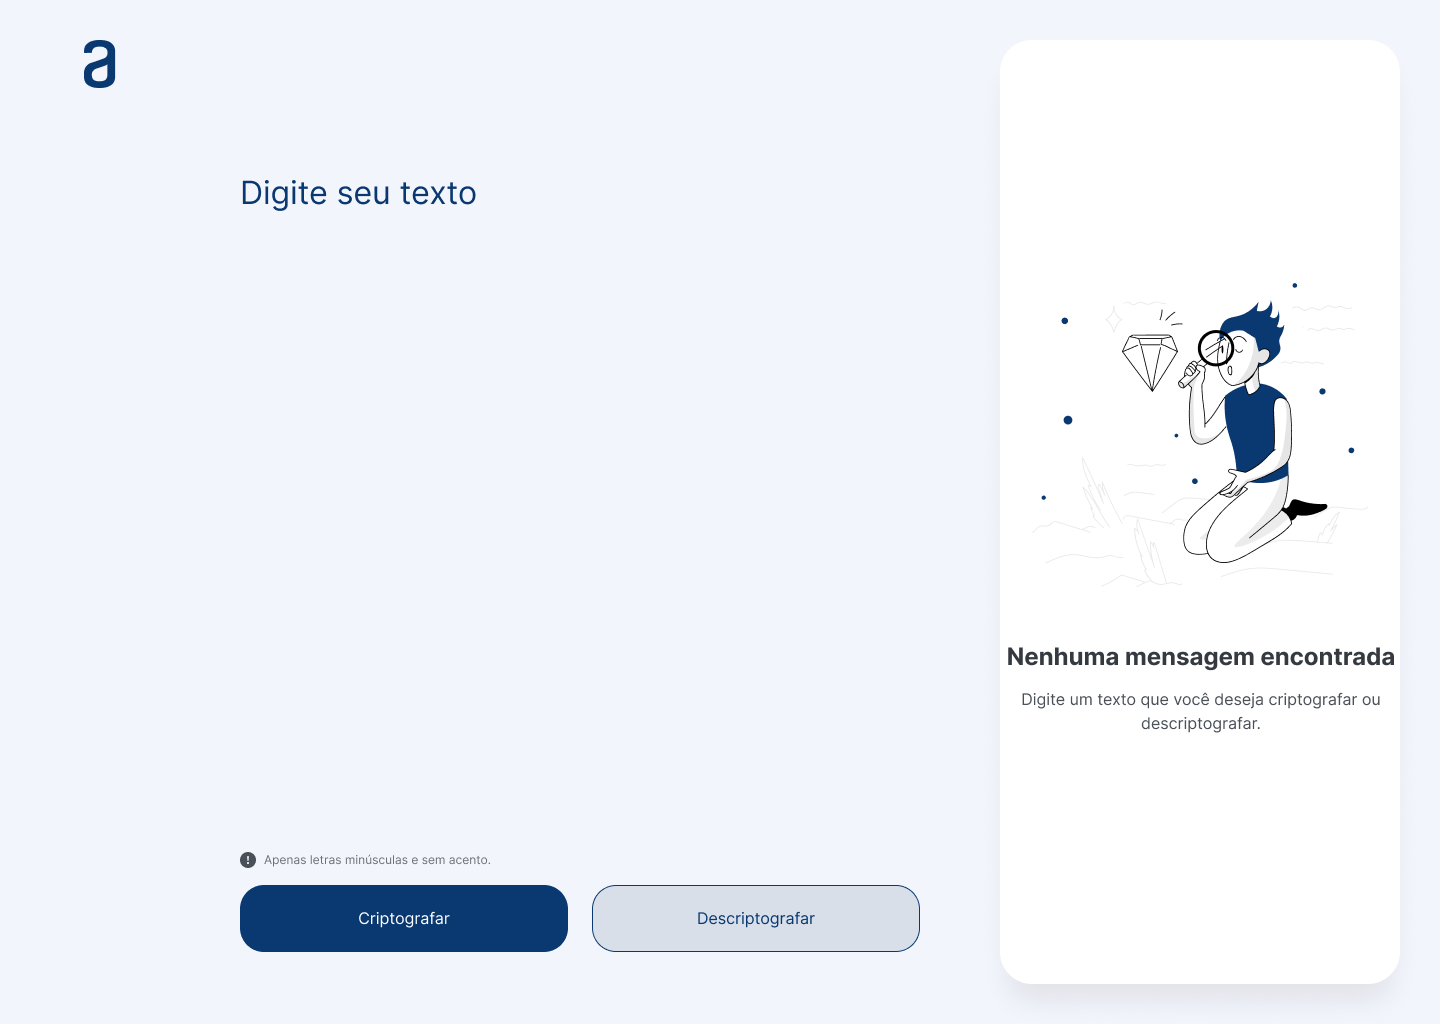 a
Digite seu texto
Nenhuma mensagem encontrada
Digite um texto que você deseja criptografar ou
descriptografar.
Apenas letras minúsculas e sem acento.
Criptografar
Descriptografar